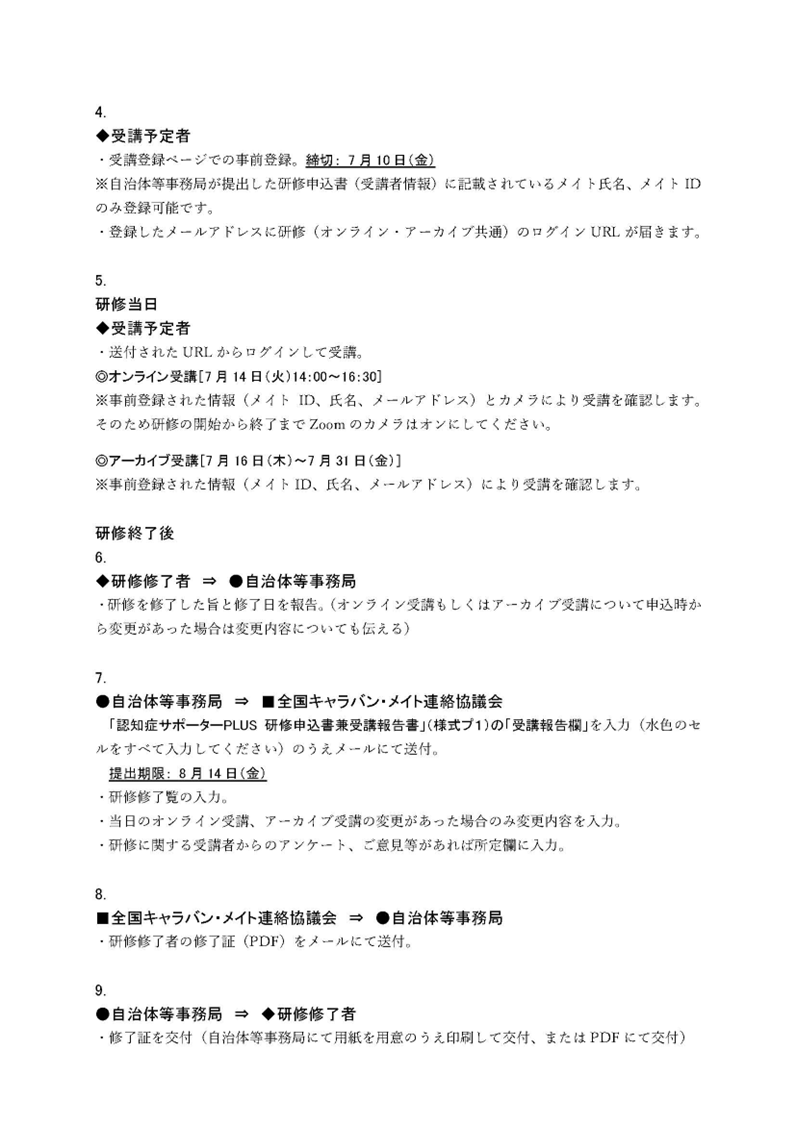 4.
◆受講予定者
・受講登録ページでの事前登録。締切：7月10日（金）
※自治体等事務局が提出した研修申込書（受講者情報）に記載されているメイト氏名、メイト ID
のみ登録可能です。
・登録したメールアドレスに研修（オンライン・アーカイブ共通）のログイン URL が届きます。
5.
研修当日
◆受講予定者
・送付された URL からログインして受講。
◎オンライン受講[7月14日（火）14:00～16:30]
※事前登録された情報（メイト ID、氏名、メールアドレス）とカメラにより受講を確認します。
そのため研修の開始から終了まで Zoom のカメラはオンにしてください。
◎アーカイブ受講[7月16日（木）～7月31日（金）]
※事前登録された情報（メイト ID、氏名、メールアドレス）により受講を確認します。
研修終了後
6.
◆研修修了者 ⇒ ●自治体等事務局
・研修を修了した旨と修了日を報告。（オンライン受講もしくはアーカイブ受講について申込時か
ら変更があった場合は変更内容についても伝える）
7.
●自治体等事務局 ⇒ ■全国キャラバン・メイト連絡協議会
「認知症サポーターPLUS 研修申込書兼受講報告書」（様式プ1）の「受講報告欄」を入力（水色のセ
ルをすべて入力してください）のうえメールにて送付。
提出期限：8月14日（金）
・研修修了覧の入力。
・当日のオンライン受講、アーカイブ受講の変更があった場合のみ変更内容を入力。
・研修に関する受講者からのアンケート、ご意見等があれば所定欄に入力。
8.
■全国キャラバン・メイト連絡協議会 ⇒ ●自治体等事務局
・研修修了者の修了証（PDF）をメールにて送付。
9.
●自治体等事務局 ⇒ ◆研修修了者
・修了証を交付（自治体等事務局にて用紙を用意のうえ印刷して交付、または PDF にて交付）